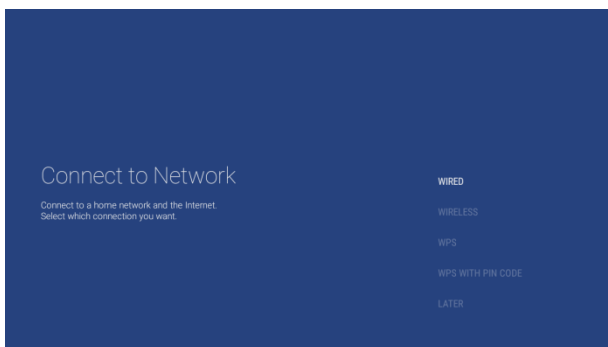 Connect to Network
Connect to a home network and the Internet.
Select which connection you want.
WIRED
WIRELESS
WPS
WPS WITH PIN CODE
LATER